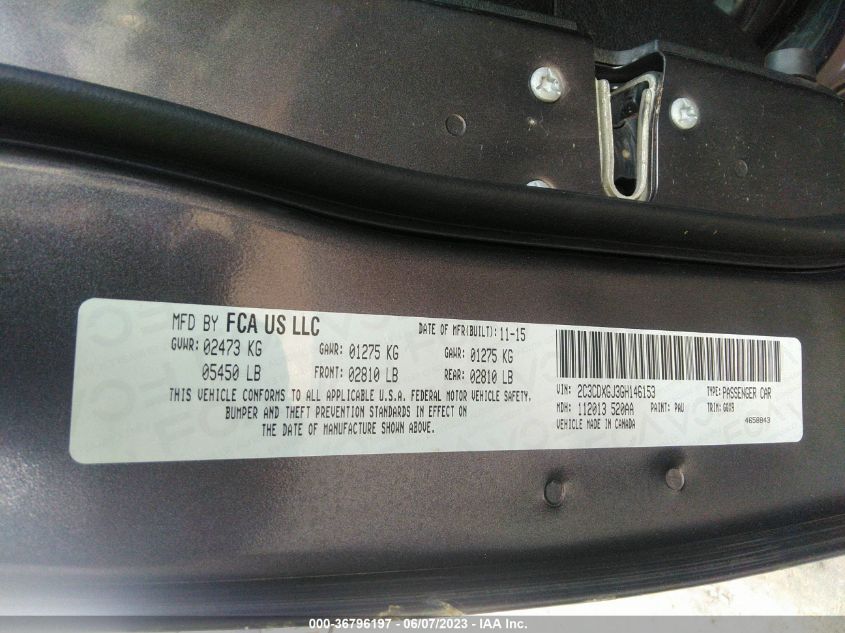 MFD BY FCA US LLC
DATE OF MFR(BUILT): 11-15
GVWR: 02473 KG
GAWR: 01275 KG
GAWR: 01275 KG
05450 LB
FRONT: 02810 LB
REAR: 02810 LB
THIS VEHICLE CONFORMS TO ALL APPLICABLE U.S.A. FEDERAL MOTOR VEHICLE SAFETY,
BUMPER AND THEFT PREVENTION STANDARDS IN EFFECT ON
THE DATE OF MANUFACTURE SHOWN ABOVE.
VIN: 2C3CDXGJ3GH146153
TYPE: PASSENGER CAR
MDH: 112013 520AA
PAINT: PAU
TRIM: GGX9
VEHICLE MADE IN CANADA
4658843
000-36796197 - 06/07/2023 - IAA Inc.